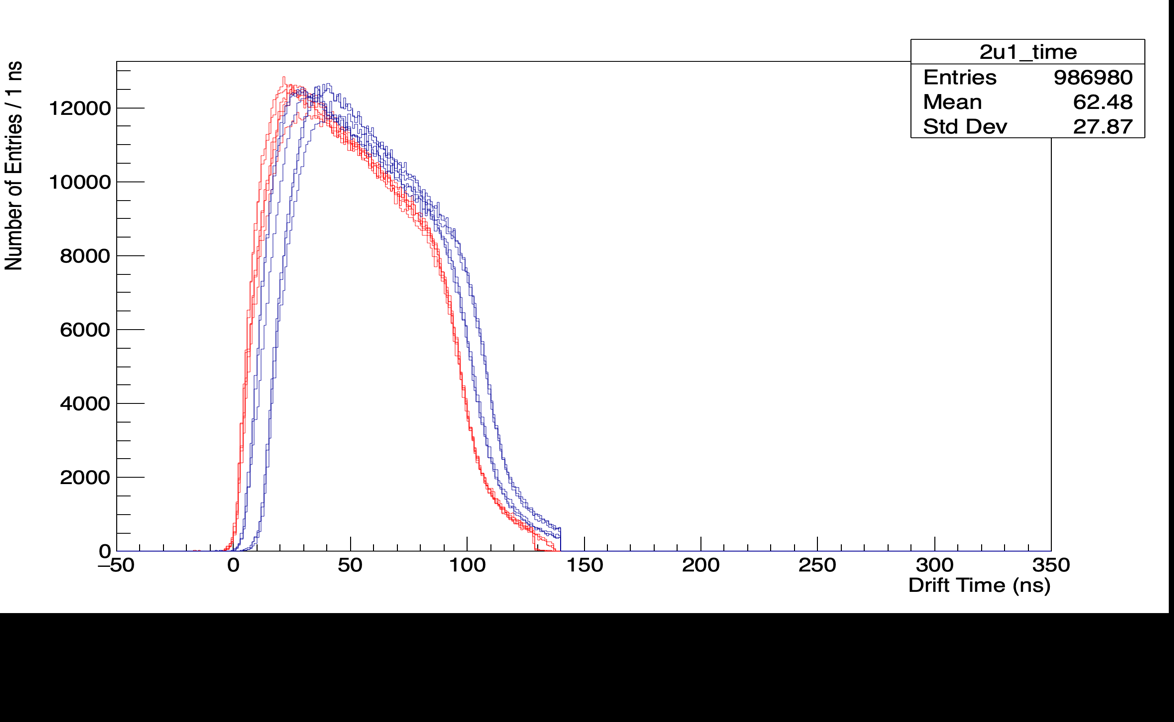 2u1_time
Entries 986980
Mean 62.48
Std Dev 27.87
Number of Entries / 1 ns
12000
10000
8000
6000
4000
2000
0
−50 0 50 100 150 200 250 300 350
Drift Time (ns)